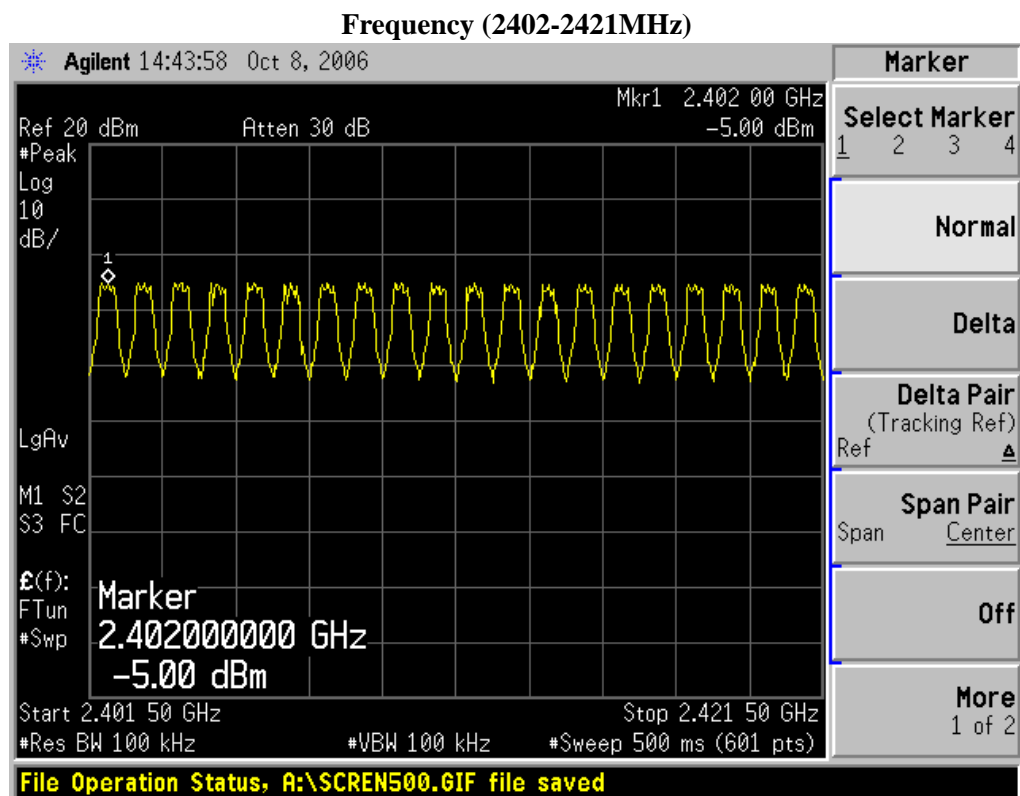 Frequency (2402-2421MHz)
Agilent 14:43:58 Oct 8, 2006
Marker
Mkr1 2.402 00 GHz
Ref 20 dBm Atten 30 dB -5.00 dBm
#Peak
Log
10
dB/
1
LgAv
M1 S2
S3 FC
£(f):
FTun
#Swp
Marker
2.402000000 GHz
-5.00 dBm
Start 2.401 50 GHz Stop 2.421 50 GHz
#Res BW 100 kHz #VBW 100 kHz #Sweep 500 ms (601 pts)
Select Marker
1 2 3 4
Normal
Delta
Delta Pair
(Tracking Ref)
Ref Δ
Span Pair
Span Center
Off
More
1 of 2
File Operation Status, A:\SCREN500.GIF file saved